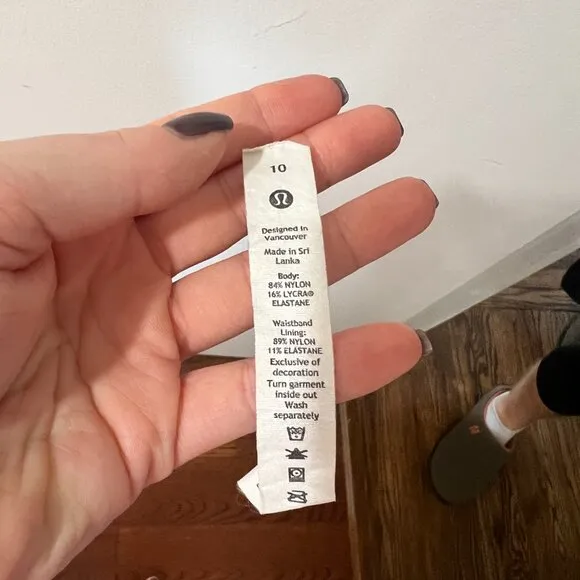 10
Designed in
Vancouver
Made in Sri
Lanka
Body:
84% NYLON
16% LYCRA®
ELASTANE
Waistband
Lining:
89% NYLON
11% ELASTANE
Exclusive of
decoration
Turn garment
inside out
Wash
separately